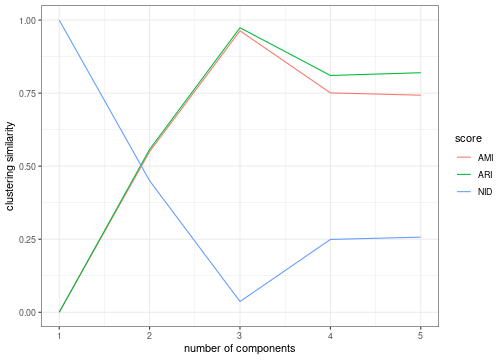 1.00
0.75
0.50
0.25
0.00
clustering similarity
1 2 3 4 5
number of components
score
AMI
ARI
NID